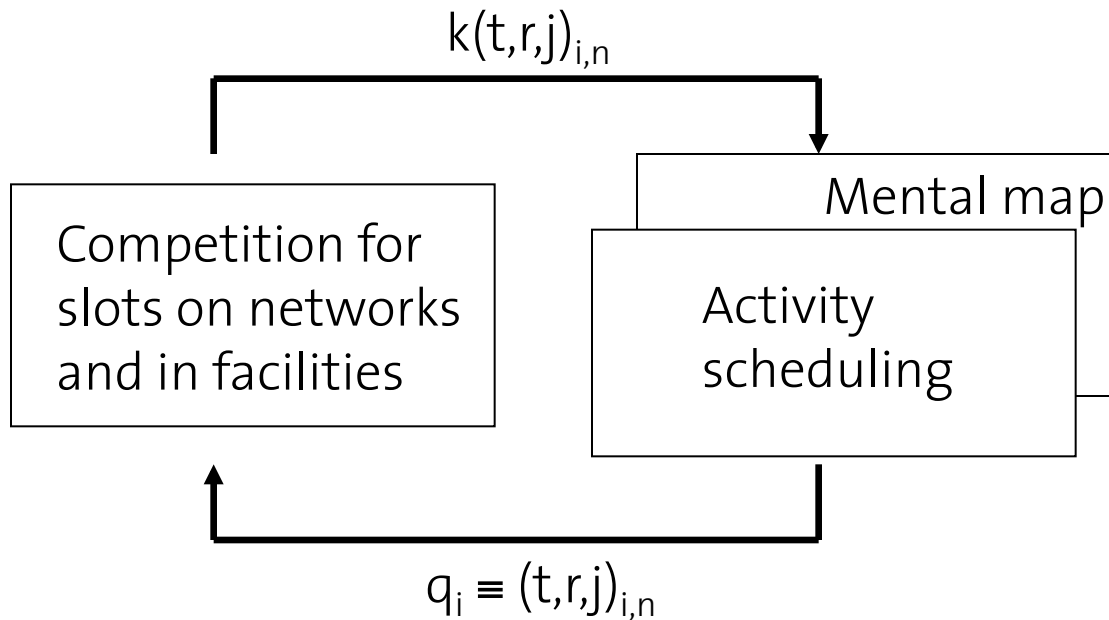 k(t,r,j)i,n
Mental map
Competition for
slots on networks
and in facilities
Activity
scheduling
qi ≡ (t,r,j)i,n